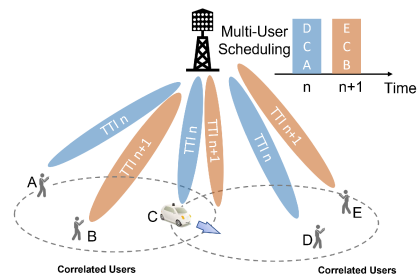 Multi-User
Scheduling
D
C
A
E
C
B
n
n+1
Time
TTI n
TTI n+1
TTI n
TTI n+1
TTI n
TTI n+1
A
B
C
D
E
Correlated Users
Correlated Users